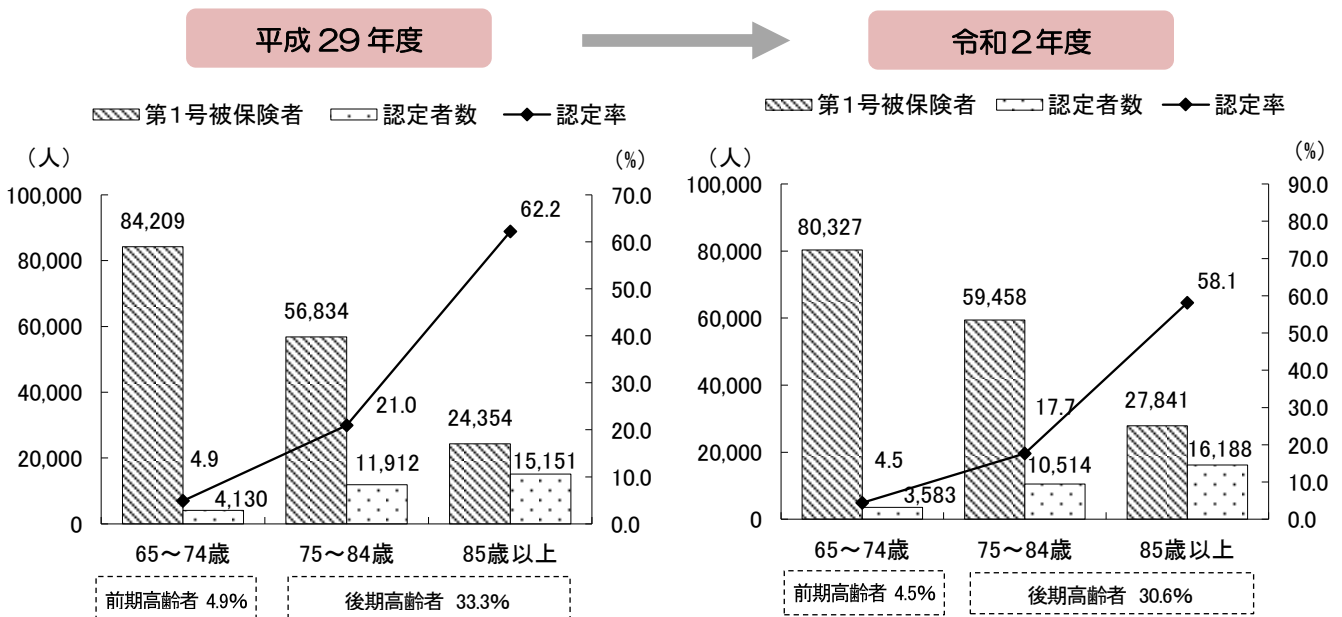 平成 29 年度
令和2年度
第1号被保険者 認定者数 認定率
（人） (%)
100,000 70.0
84,209 62.2
60.0
80,000
56,834 50.0
60,000 40.0
30.0
40,000 24,354 21.0
20.0
20,000 4.9 11,912 15,151
10.0
4,130
0 0.0
65～74歳 75～84歳 85歳以上
前期高齢者 4.9% 後期高齢者 33.3%
第1号被保険者 認定者数 認定率
（人） (%)
100,000 90.0
80,327 80.0
80,000 70.0
59,458 58.1
60,000 60.0
50.0
40,000 40.0
17.7 27,841 30.0
20,000 4.5 10,514 16,188 20.0
3,583 10.0
0 0.0
65～74歳 75～84歳 85歳以上
前期高齢者 4.5% 後期高齢者 30.6%